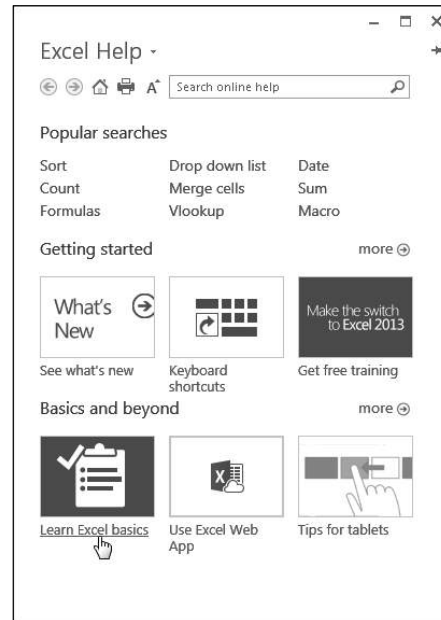 Excel Help
Search online help
Popular searches
Sort Drop down list Date
Count Merge cells Sum
Formulas Vlookup Macro
Getting started more
What's New
Make the switch to Excel 2013
See what's new Keyboard shortcuts Get free training
Basics and beyond more
Learn Excel basics Use Excel Web App Tips for tablets